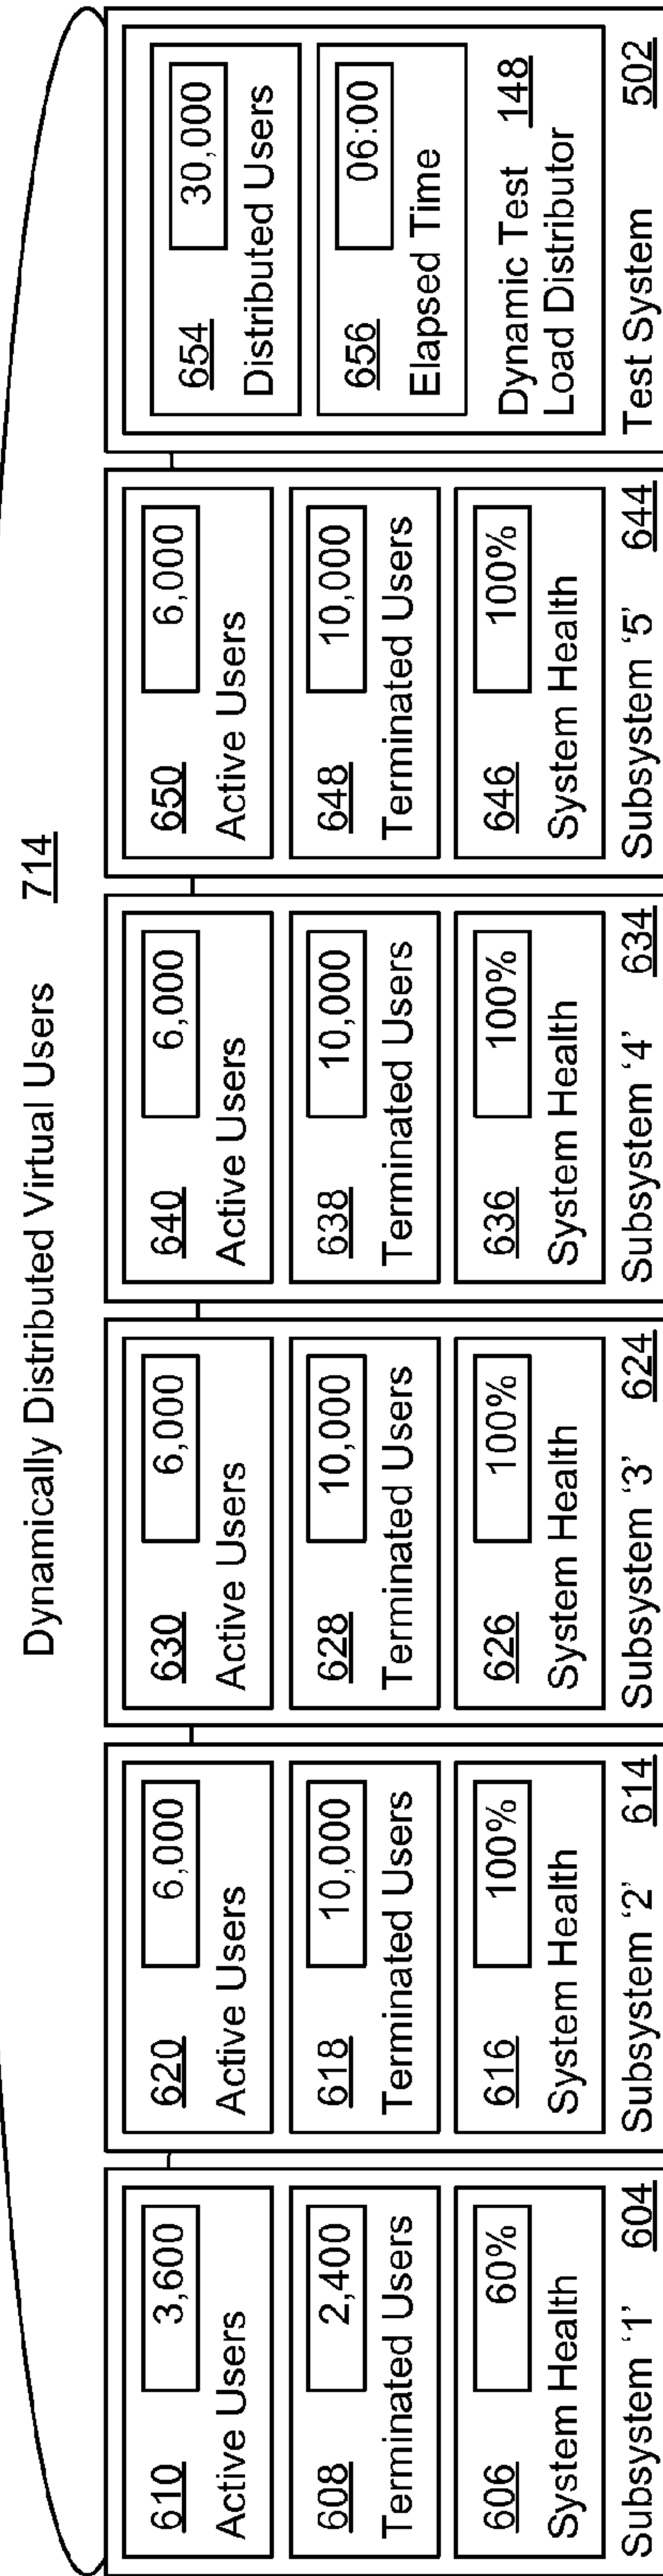 Dynamically Distributed Virtual Users 714
610 3,600
Active Users
608 2,400
Terminated Users
606 60%
System Health
Subsystem ‘1’ 604
620 6,000
Active Users
618 10,000
Terminated Users
616 100%
System Health
Subsystem ‘2’ 614
630 6,000
Active Users
628 10,000
Terminated Users
626 100%
System Health
Subsystem ‘3’ 624
640 6,000
Active Users
638 10,000
Terminated Users
636 100%
System Health
Subsystem ‘4’ 634
650 6,000
Active Users
648 10,000
Terminated Users
646 100%
System Health
Subsystem ‘5’ 644
654 30,000
Distributed Users
656 06:00
Elapsed Time
Dynamic Test 148
Load Distributor
Test System 502